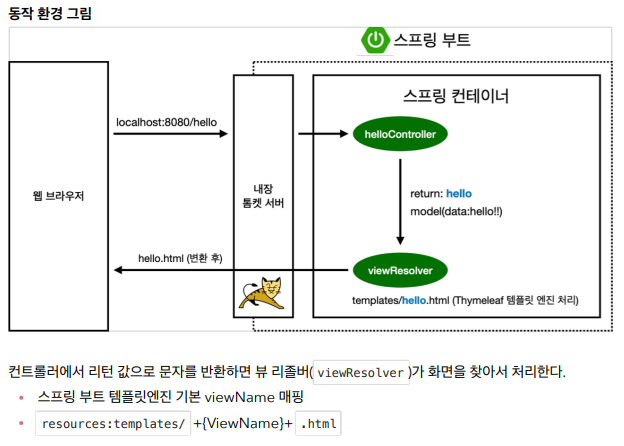 동작 환경 그림
스프링 부트
스프링 컨테이너
localhost:8080/hello
helloController
웹 브라우저
내장
톰켓 서버
return: hello
model(data:hello!!)
hello.html (변환 후)
viewResolver
templates/hello.html (Thymeleaf 템플릿 엔진 처리)
컨트롤러에서 리턴 값으로 문자를 반환하면 뷰 리졸버( viewResolver )가 화면을 찾아서 처리한다.
• 스프링 부트 템플릿엔진 기본 viewName 매핑
• resources:templates/ +{ViewName}+ .html